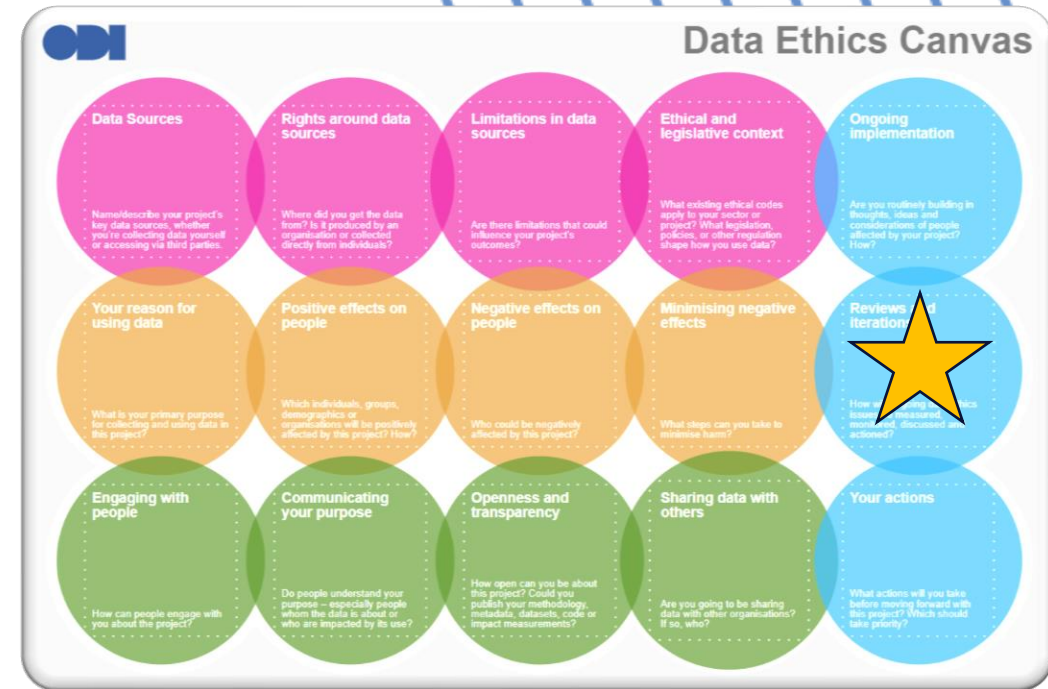 ODI
Data Ethics Canvas
Data Sources
Name/describe your project's
key data sources, whether
you're collecting data yourself
or accessing via third parties.
Rights around data
sources
Where did you get the data
from? Is it produced by an
organisation or collected
directly from individuals?
Limitations in data
sources
Are there limitations that could
influence your project's
outcomes?
Ethical and
legislative context
What existing ethical codes
apply to your sector or
project? What legislation,
policies, or other regulation
shape how you use data?
Ongoing
implementation
Are you routinely building in
thoughts, ideas and
considerations of people
affected by your project?
How?
Your reason for
using data
What is your primary purpose
for collecting and using data in
this project?
Positive effects on
people
Which individuals, groups,
demographics or
organisations will be positively
affected by this project? How?
Negative effects on
people
Who could be negatively
affected by this project?
Minimising negative
effects
What steps can you take to
minimise harm?
Reviews
iterations
How
measured,
discussed and
actioned?
Engaging with
people
How can people engage with
you about the project?
Communicating
your purpose
Do people understand your
purpose – especially people
whom the data is about or
who are impacted by its use?
Openness and
transparency
How open can you be about
this project? Could you
publish your methodology,
metadata, datasets, code or
impact measurements?
Sharing data with
others
Are you going to be sharing
data with other organisations?
If so, who?
Your actions
What actions will you take
before moving forward with
this project? Which should
take priority?